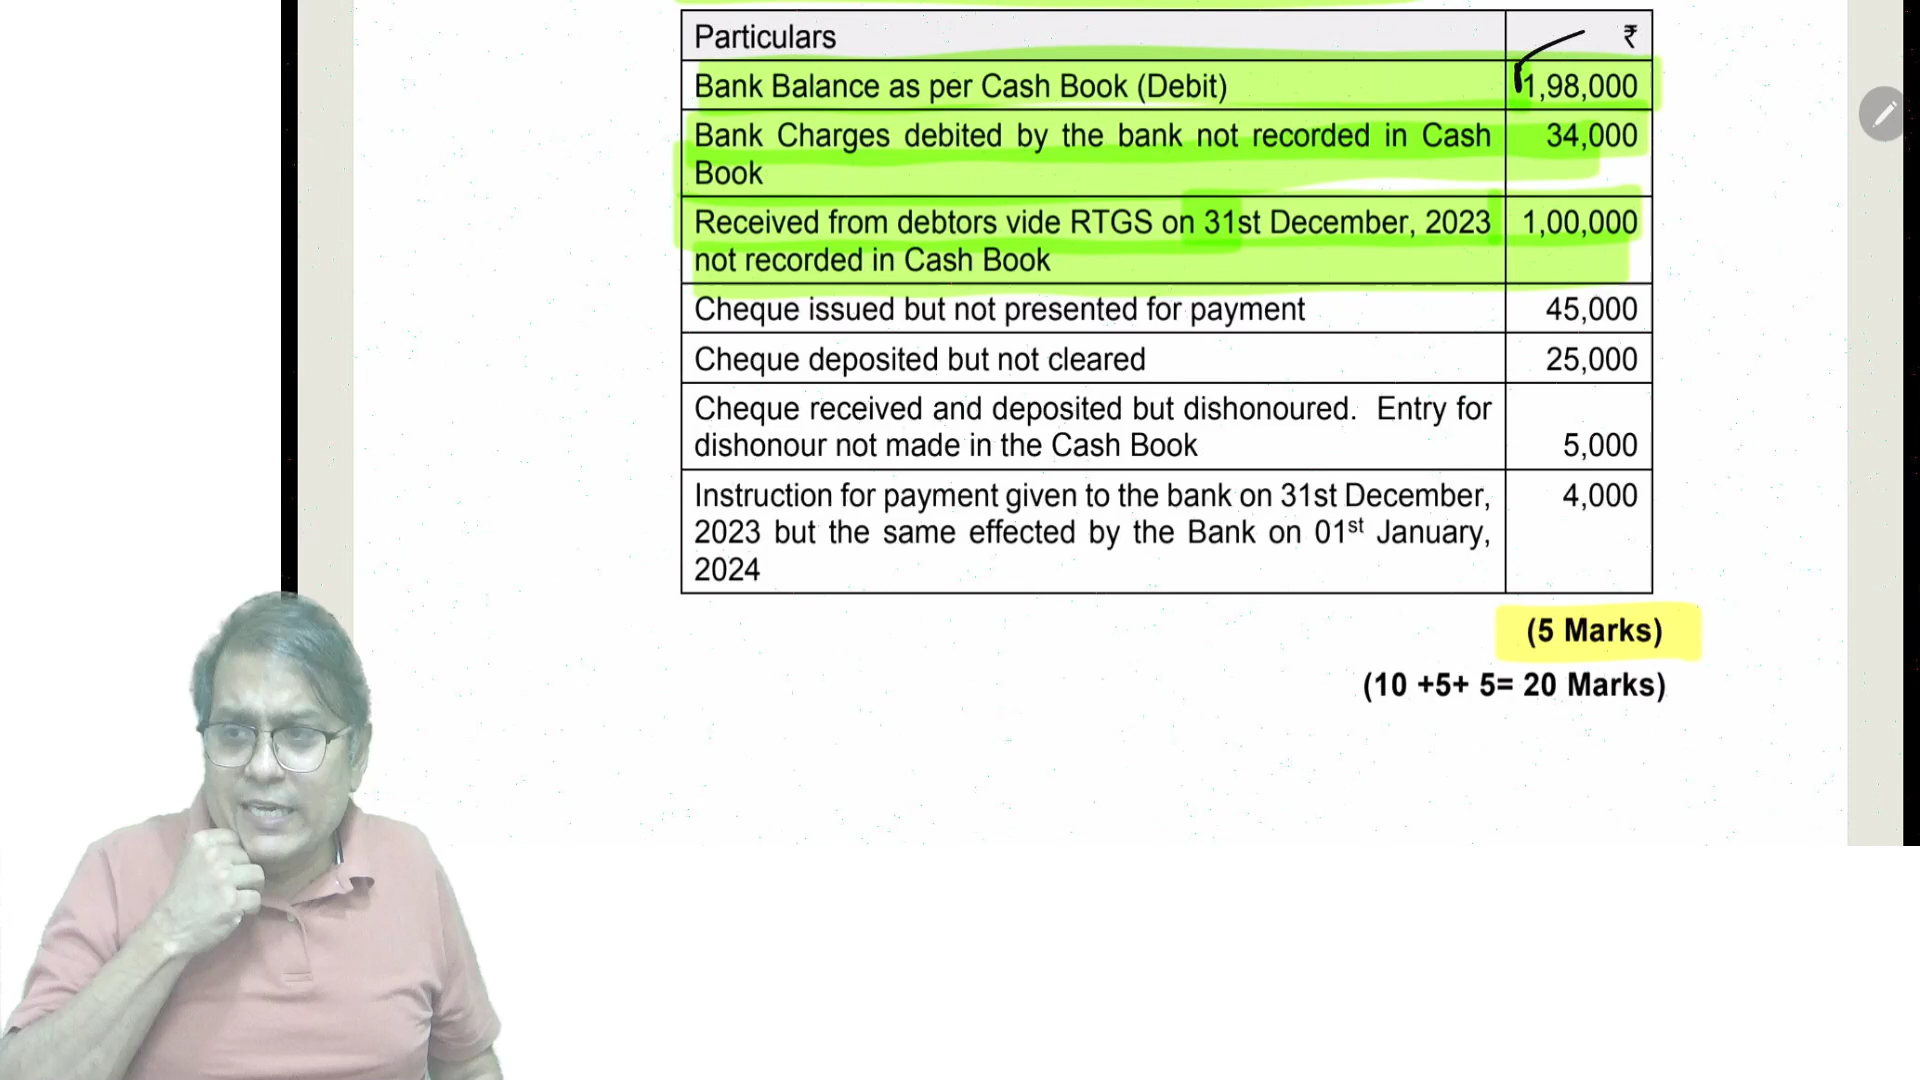 Particulars ₹
Bank Balance as per Cash Book (Debit) 1,98,000
Bank Charges debited by the bank not recorded in Cash 34,000
Book
Received from debtors vide RTGS on 31st December, 2023 1,00,000
not recorded in Cash Book
Cheque issued but not presented for payment 45,000
Cheque deposited but not cleared 25,000
Cheque received and deposited but dishonoured. Entry for
dishonour not made in the Cash Book 5,000
Instruction for payment given to the bank on 31st December, 4,000
2023 but the same effected by the Bank on 01st January,
2024
(5 Marks)
(10 +5+ 5= 20 Marks)